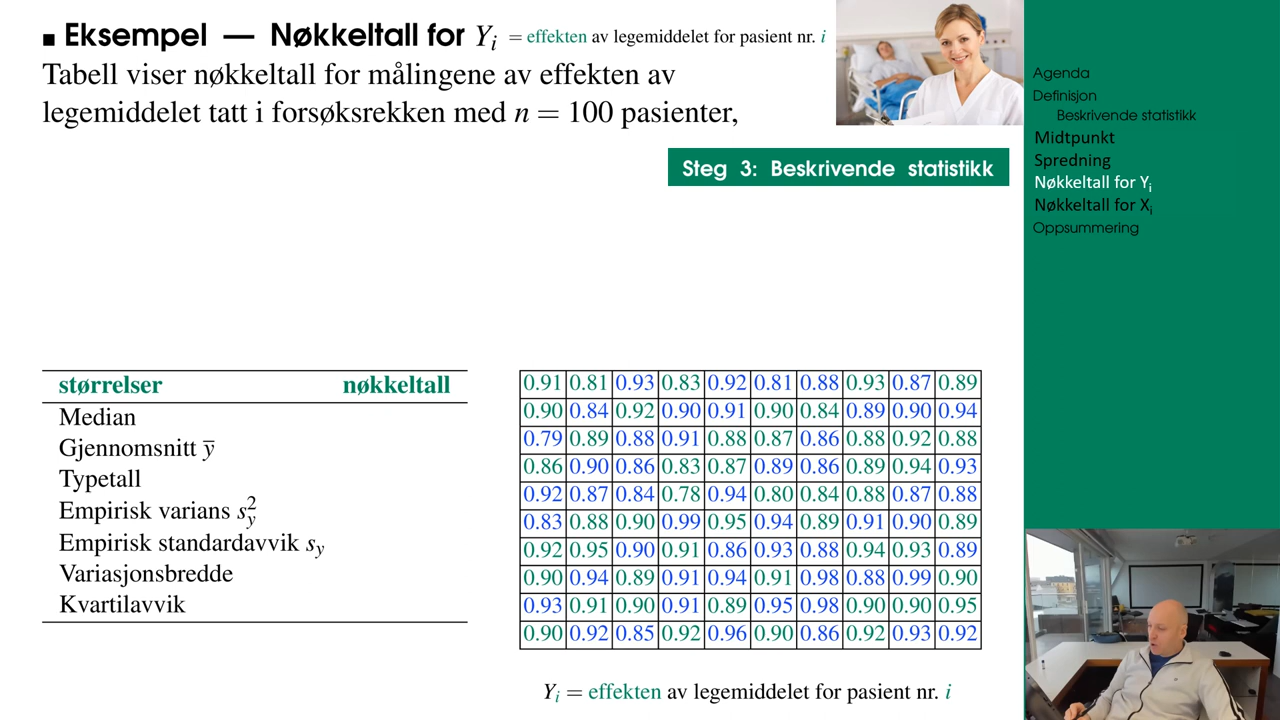 Eksempel — Nøkkeltall for Yi = effekten av legemiddelet for pasient nr. i
Tabell viser nøkkeltall for målingene av effekten av
legemiddelet tatt i forsøksrekken med n = 100 pasienter,
Steg 3: Beskrivende statistikk
størrelser nøkkeltall
Median
Gjennomsnitt y̅
Typetall
Empirisk varians s²y
Empirisk standardavvik sy
Variasjonsbredde
Kvartilavvik
0.91 0.81 0.93 0.83 0.92 0.81 0.88 0.93 0.87 0.89
0.90 0.84 0.92 0.90 0.91 0.90 0.84 0.89 0.90 0.94
0.79 0.89 0.88 0.91 0.88 0.87 0.86 0.88 0.92 0.88
0.86 0.90 0.86 0.83 0.87 0.89 0.86 0.89 0.94 0.93
0.92 0.87 0.84 0.78 0.94 0.80 0.84 0.88 0.87 0.88
0.83 0.88 0.90 0.99 0.95 0.94 0.89 0.91 0.90 0.89
0.92 0.95 0.90 0.91 0.86 0.93 0.88 0.94 0.93 0.89
0.90 0.94 0.89 0.91 0.94 0.91 0.98 0.88 0.99 0.90
0.93 0.91 0.90 0.91 0.89 0.95 0.98 0.90 0.90 0.95
0.90 0.92 0.85 0.92 0.96 0.90 0.86 0.92 0.93 0.92
Yi = effekten av legemiddelet for pasient nr. i
Agenda
Definisjon
Beskrivende statistikk
Midtpunkt
Spredning
Nøkkeltall for Yi
Nøkkeltall for Xi
Oppsummering